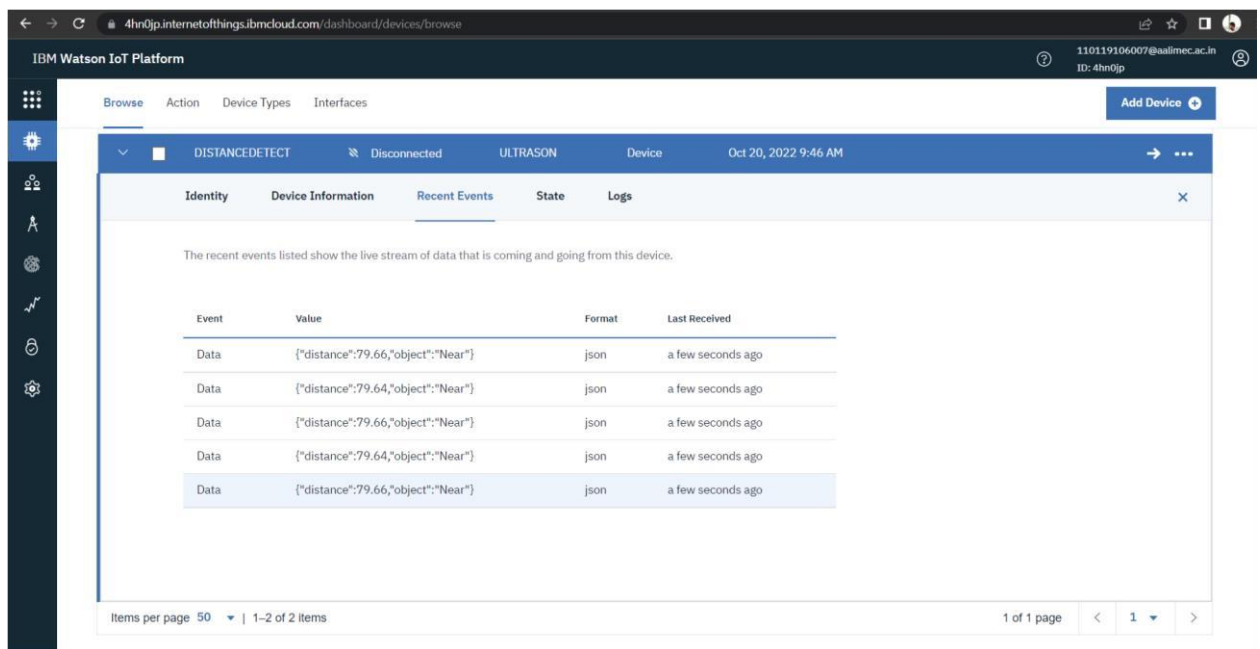 4hn0jp.internetofthings.ibmcloud.com/dashboard/devices/browse
IBM Watson IoT Platform
110119106007@aalimec.ac.in
ID: 4hn0jp
Browse Action Device Types Interfaces
Add Device
DISTANCEDETECT Disconnected ULTRASON Device Oct 20, 2022 9:46 AM
Identity Device Information Recent Events State Logs
The recent events listed show the live stream of data that is coming and going from this device.
Event Value Format Last Received
Data {"distance":79.66,"object":"Near"} json a few seconds ago
Data {"distance":79.64,"object":"Near"} json a few seconds ago
Data {"distance":79.66,"object":"Near"} json a few seconds ago
Data {"distance":79.64,"object":"Near"} json a few seconds ago
Data {"distance":79.66,"object":"Near"} json a few seconds ago
Items per page 50 | 1–2 of 2 items 1 of 1 page < 1 >